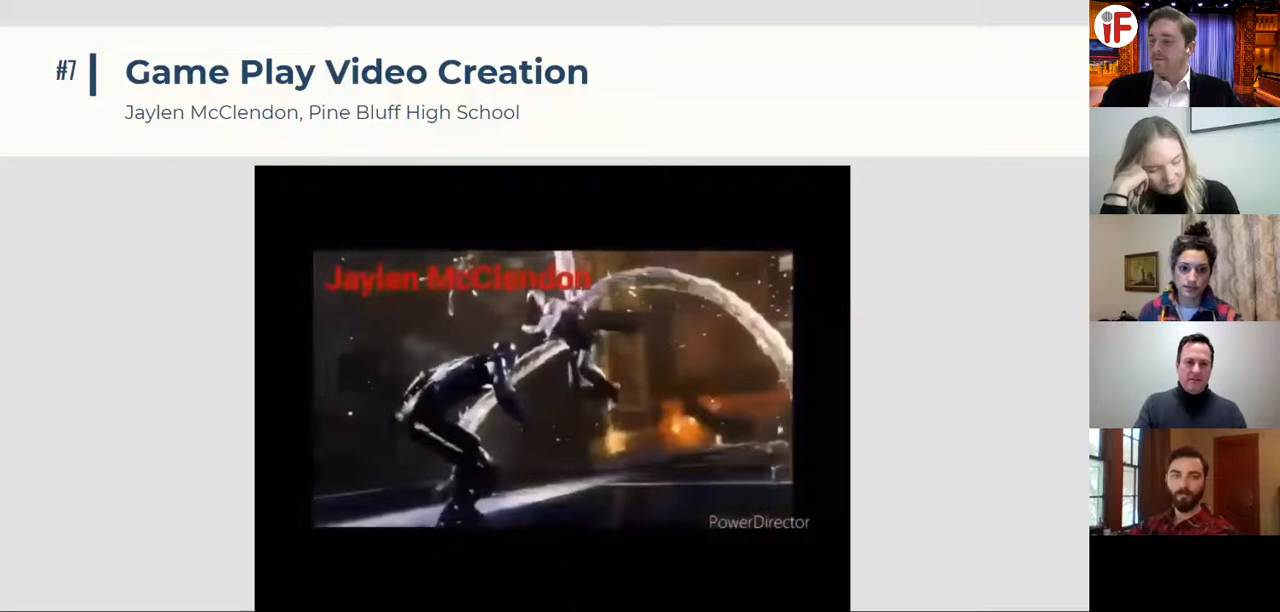 #7
Game Play Video Creation
Jaylen McClendon, Pine Bluff High School
Jaylen McClendon
PowerDirector
iF